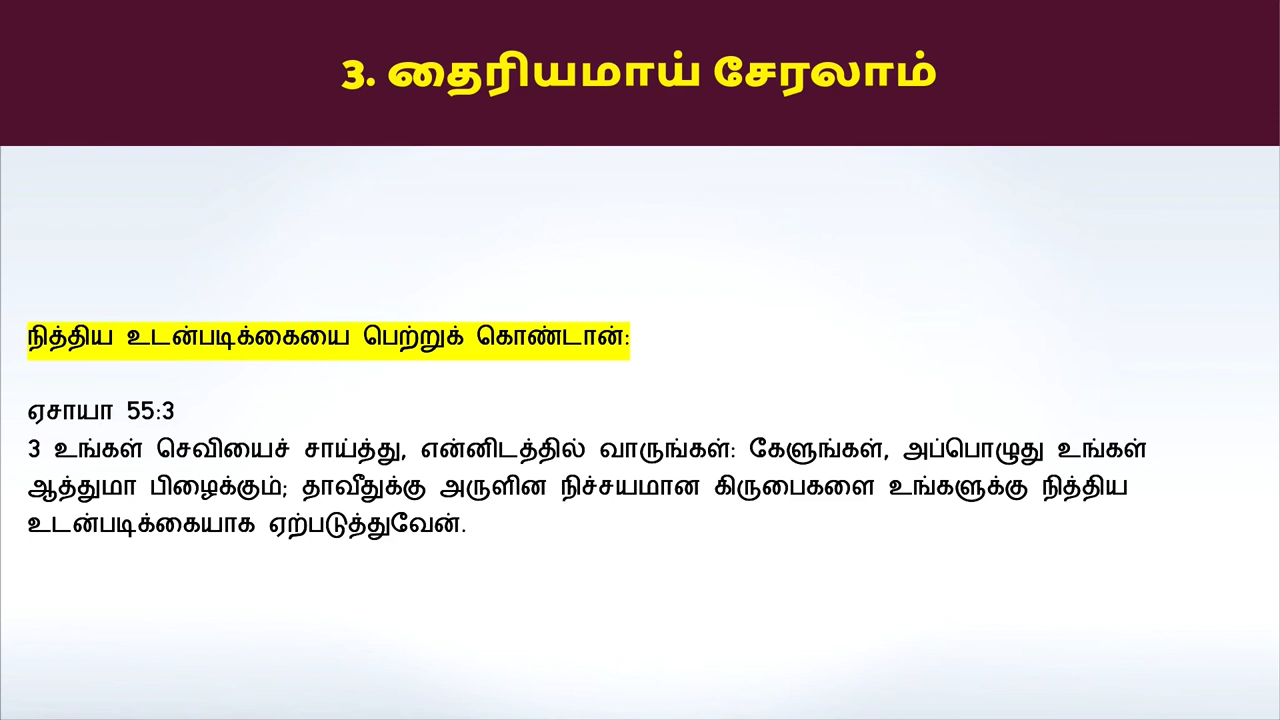 3. தைரியமாய் சேரலாம்
நித்திய உடன்படிக்கையை பெற்றுக் கொண்டான்:
ஏசாயா 55:3
3 உங்கள் செவியைச் சாய்த்து, என்னிடத்தில் வாருங்கள்: கேளுங்கள், அப்பொழுது உங்கள்
ஆத்துமா பிழைக்கும்; தாவீதுக்கு அருளின நிச்சயமான கிருபைகளை உங்களுக்கு நித்திய
உடன்படிக்கையாக ஏற்படுத்துவேன்.